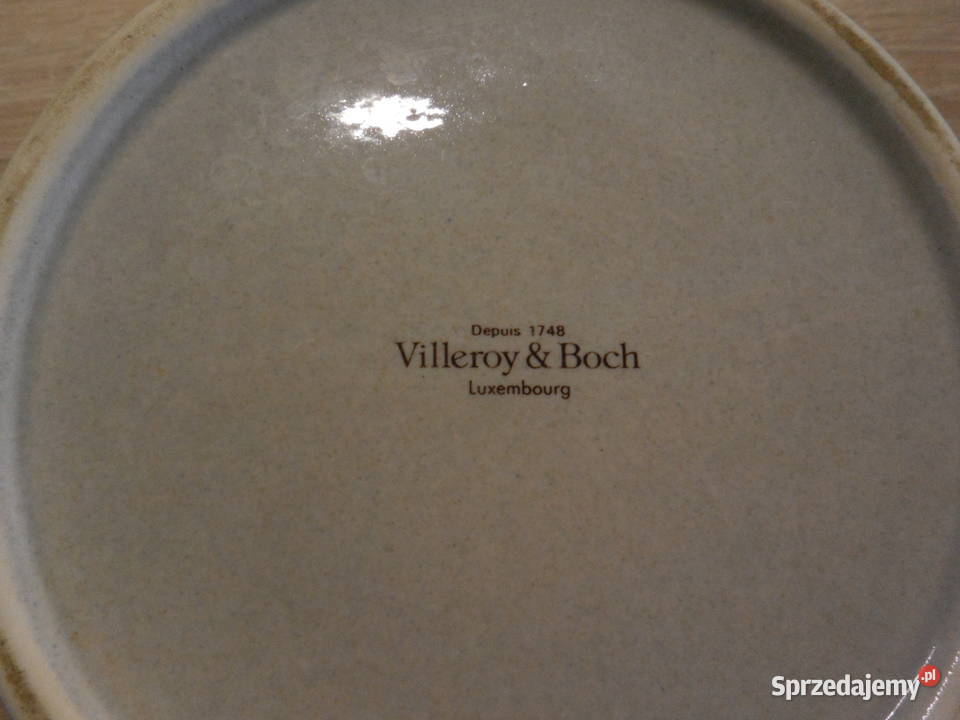 Depuis 1748
Villeroy & Boch
Luxembourg
Sprzedajemy.pl